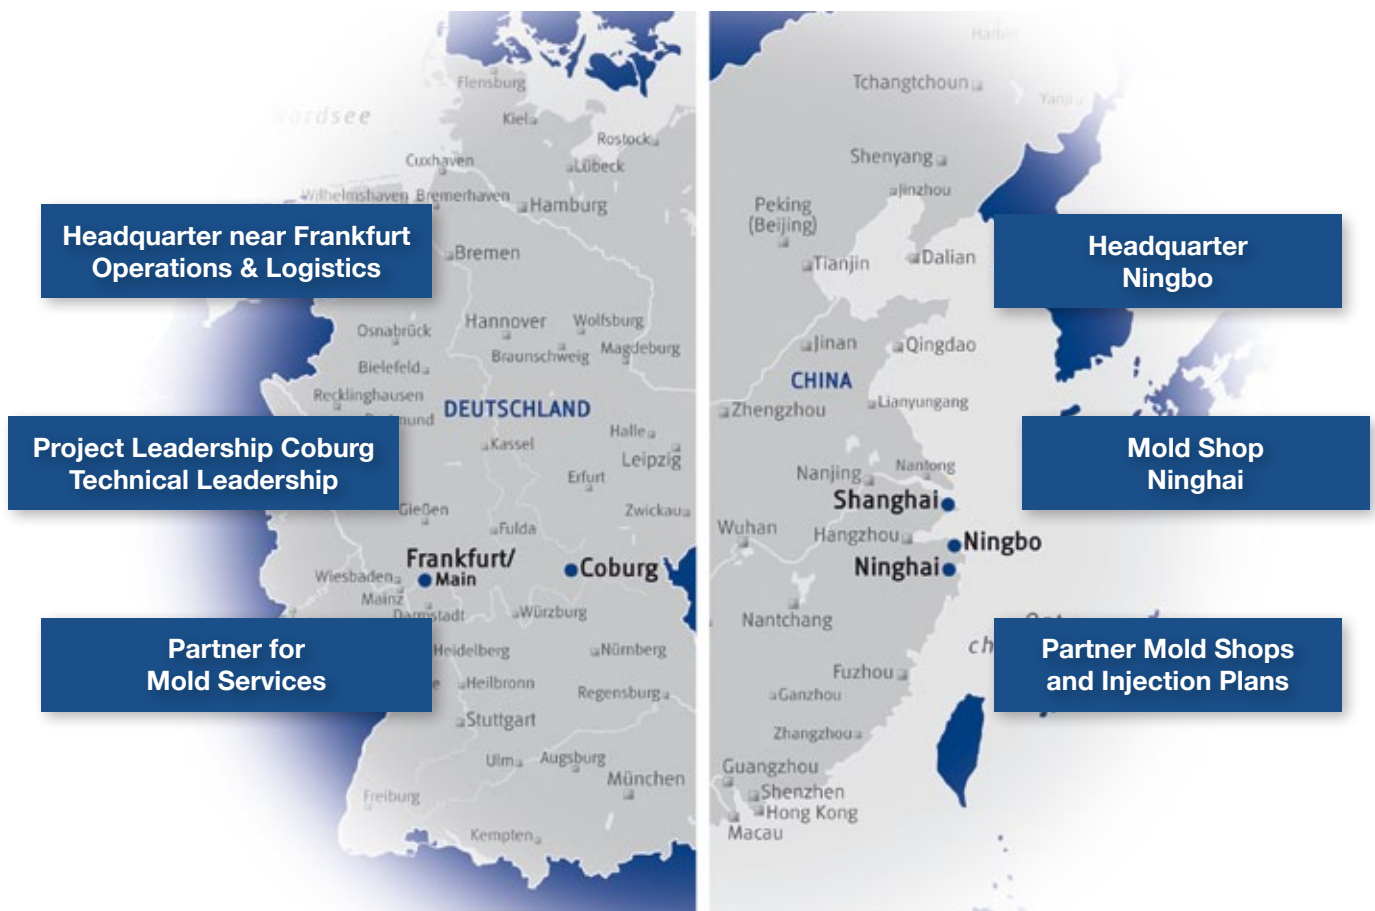 Flensburg
Kiel
Rostock
Cuxhaven
Lübeck
Wilhelmshaven
Bremerhaven
Hamburg
Headquarter near Frankfurt
Operations & Logistics
Bremen
Osnabrück
Hannover
Wolfsburg
Braunschweig
Magdeburg
Bielefeld
Recklinghausen
DEUTSCHLAND
Project Leadership Coburg
Technical Leadership
Kassel
Halle
Leipzig
Erfurt
Gießen
Zwickau
Fulda
Frankfurt/
Main
Coburg
Wiesbaden
Mainz
Darmstadt
Würzburg
Partner for
Mold Services
Heidelberg
Nürnberg
Heilbronn
Regensburg
Stuttgart
Ulm
Augsburg
München
Freiburg
Kempten
Harbin
Tchangtchoun
Yanji
Shenyang
Jinzhou
Peking
(Beijing)
Tianjin
Dalian
Headquarter
Ningbo
Jinan
Qingdao
CHINA
Zhengzhou
Lianyungang
Mold Shop
Ninghai
Nanjing
Nantong
Shanghai
Wuhan
Hangzhou
Ningbo
Ninghai
Nantchang
Partner Mold Shops
and Injection Plans
Fuzhou
Ganzhou
Zhangzhou
Guangzhou
Shenzhen
Hong Kong
Macau